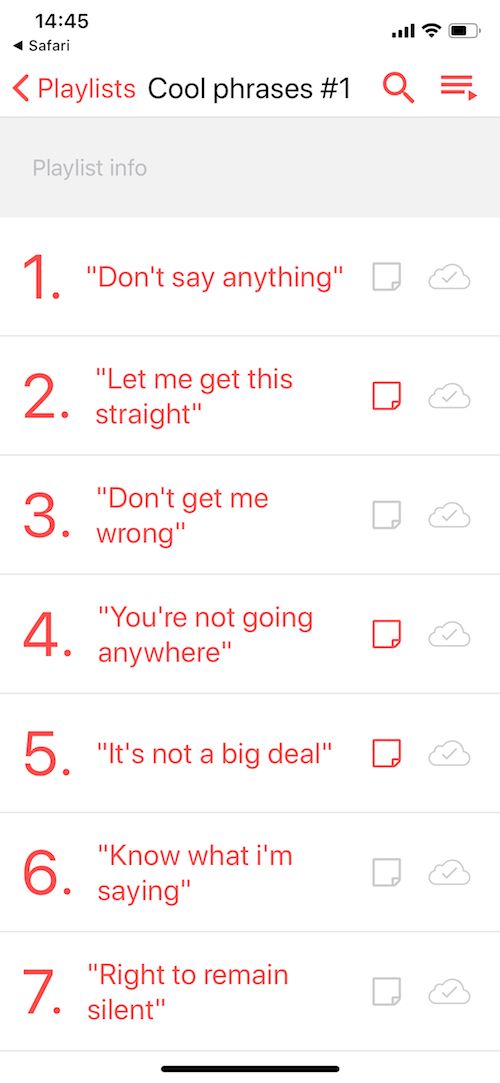 14:45
◀ Safari
Playlists Cool phrases #1
Playlist info
1. "Don't say anything"
2. "Let me get this
straight"
3. "Don't get me
wrong"
4. "You're not going
anywhere"
5. "It's not a big deal"
6. "Know what i'm
saying"
7. "Right to remain
silent"